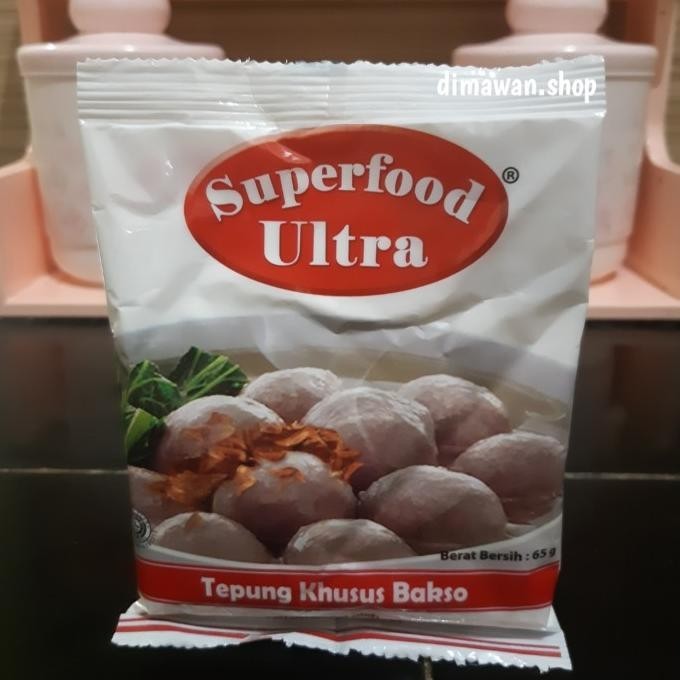 dimawan.shop
Superfood
®
Ultra
Berat Bersih : 65 g
Tepung Khusus Bakso